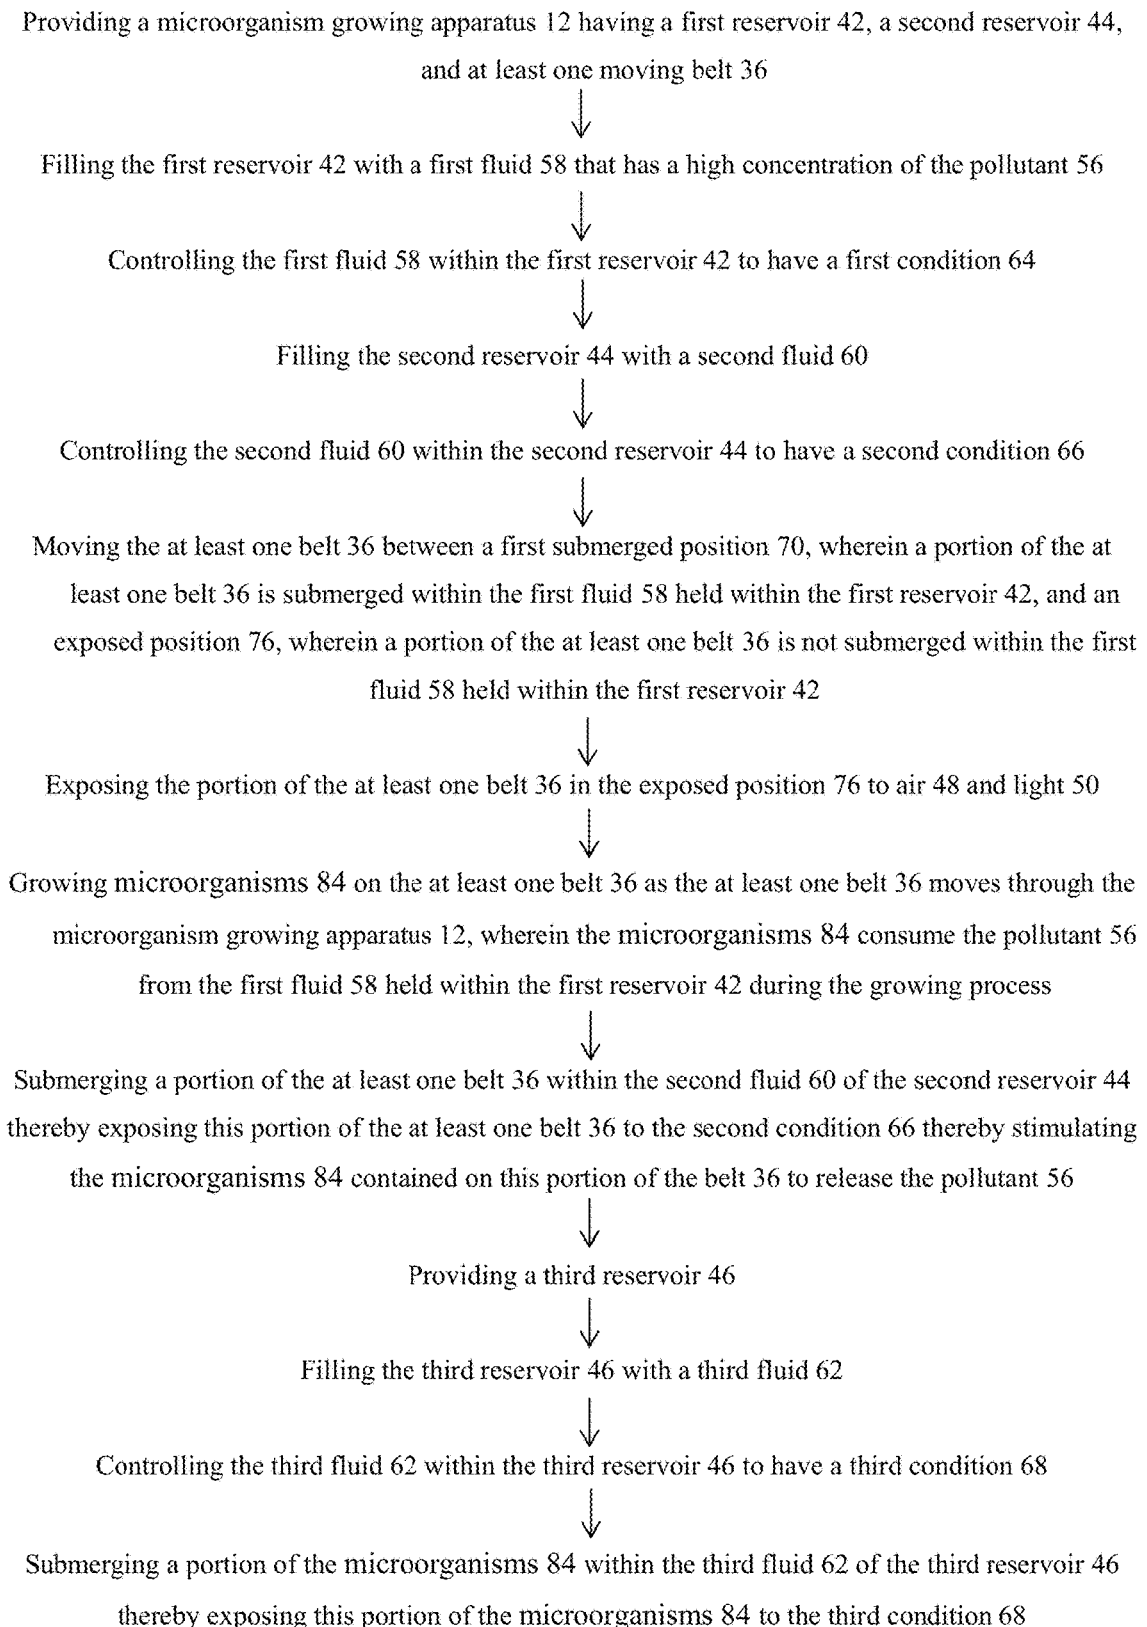 Providing a microorganism growing apparatus 12 having a first reservoir 42, a second reservoir 44,
and at least one moving belt 36
Filling the first reservoir 42 with a first fluid 58 that has a high concentration of the pollutant 56
Controlling the first fluid 58 within the first reservoir 42 to have a first condition 64
Filling the second reservoir 44 with a second fluid 60
Controlling the second fluid 60 within the second reservoir 44 to have a second condition 66
Moving the at least one belt 36 between a first submerged position 70, wherein a portion of the at
least one belt 36 is submerged within the first fluid 58 held within the first reservoir 42, and an
exposed position 76, wherein a portion of the at least one belt 36 is not submerged within the first
fluid 58 held within the first reservoir 42
Exposing the portion of the at least one belt 36 in the exposed position 76 to air 48 and light 50
Growing microorganisms 84 on the at least one belt 36 as the at least one belt 36 moves through the
microorganism growing apparatus 12, wherein the microorganisms 84 consume the pollutant 56
from the first fluid 58 held within the first reservoir 42 during the growing process
Submerging a portion of the at least one belt 36 within the second fluid 60 of the second reservoir 44
thereby exposing this portion of the at least one belt 36 to the second condition 66 thereby stimulating
the microorganisms 84 contained on this portion of the belt 36 to release the pollutant 56
Providing a third reservoir 46
Filling the third reservoir 46 with a third fluid 62
Controlling the third fluid 62 within the third reservoir 46 to have a third condition 68
Submerging a portion of the microorganisms 84 within the third fluid 62 of the third reservoir 46
thereby exposing this portion of the microorganisms 84 to the third condition 68